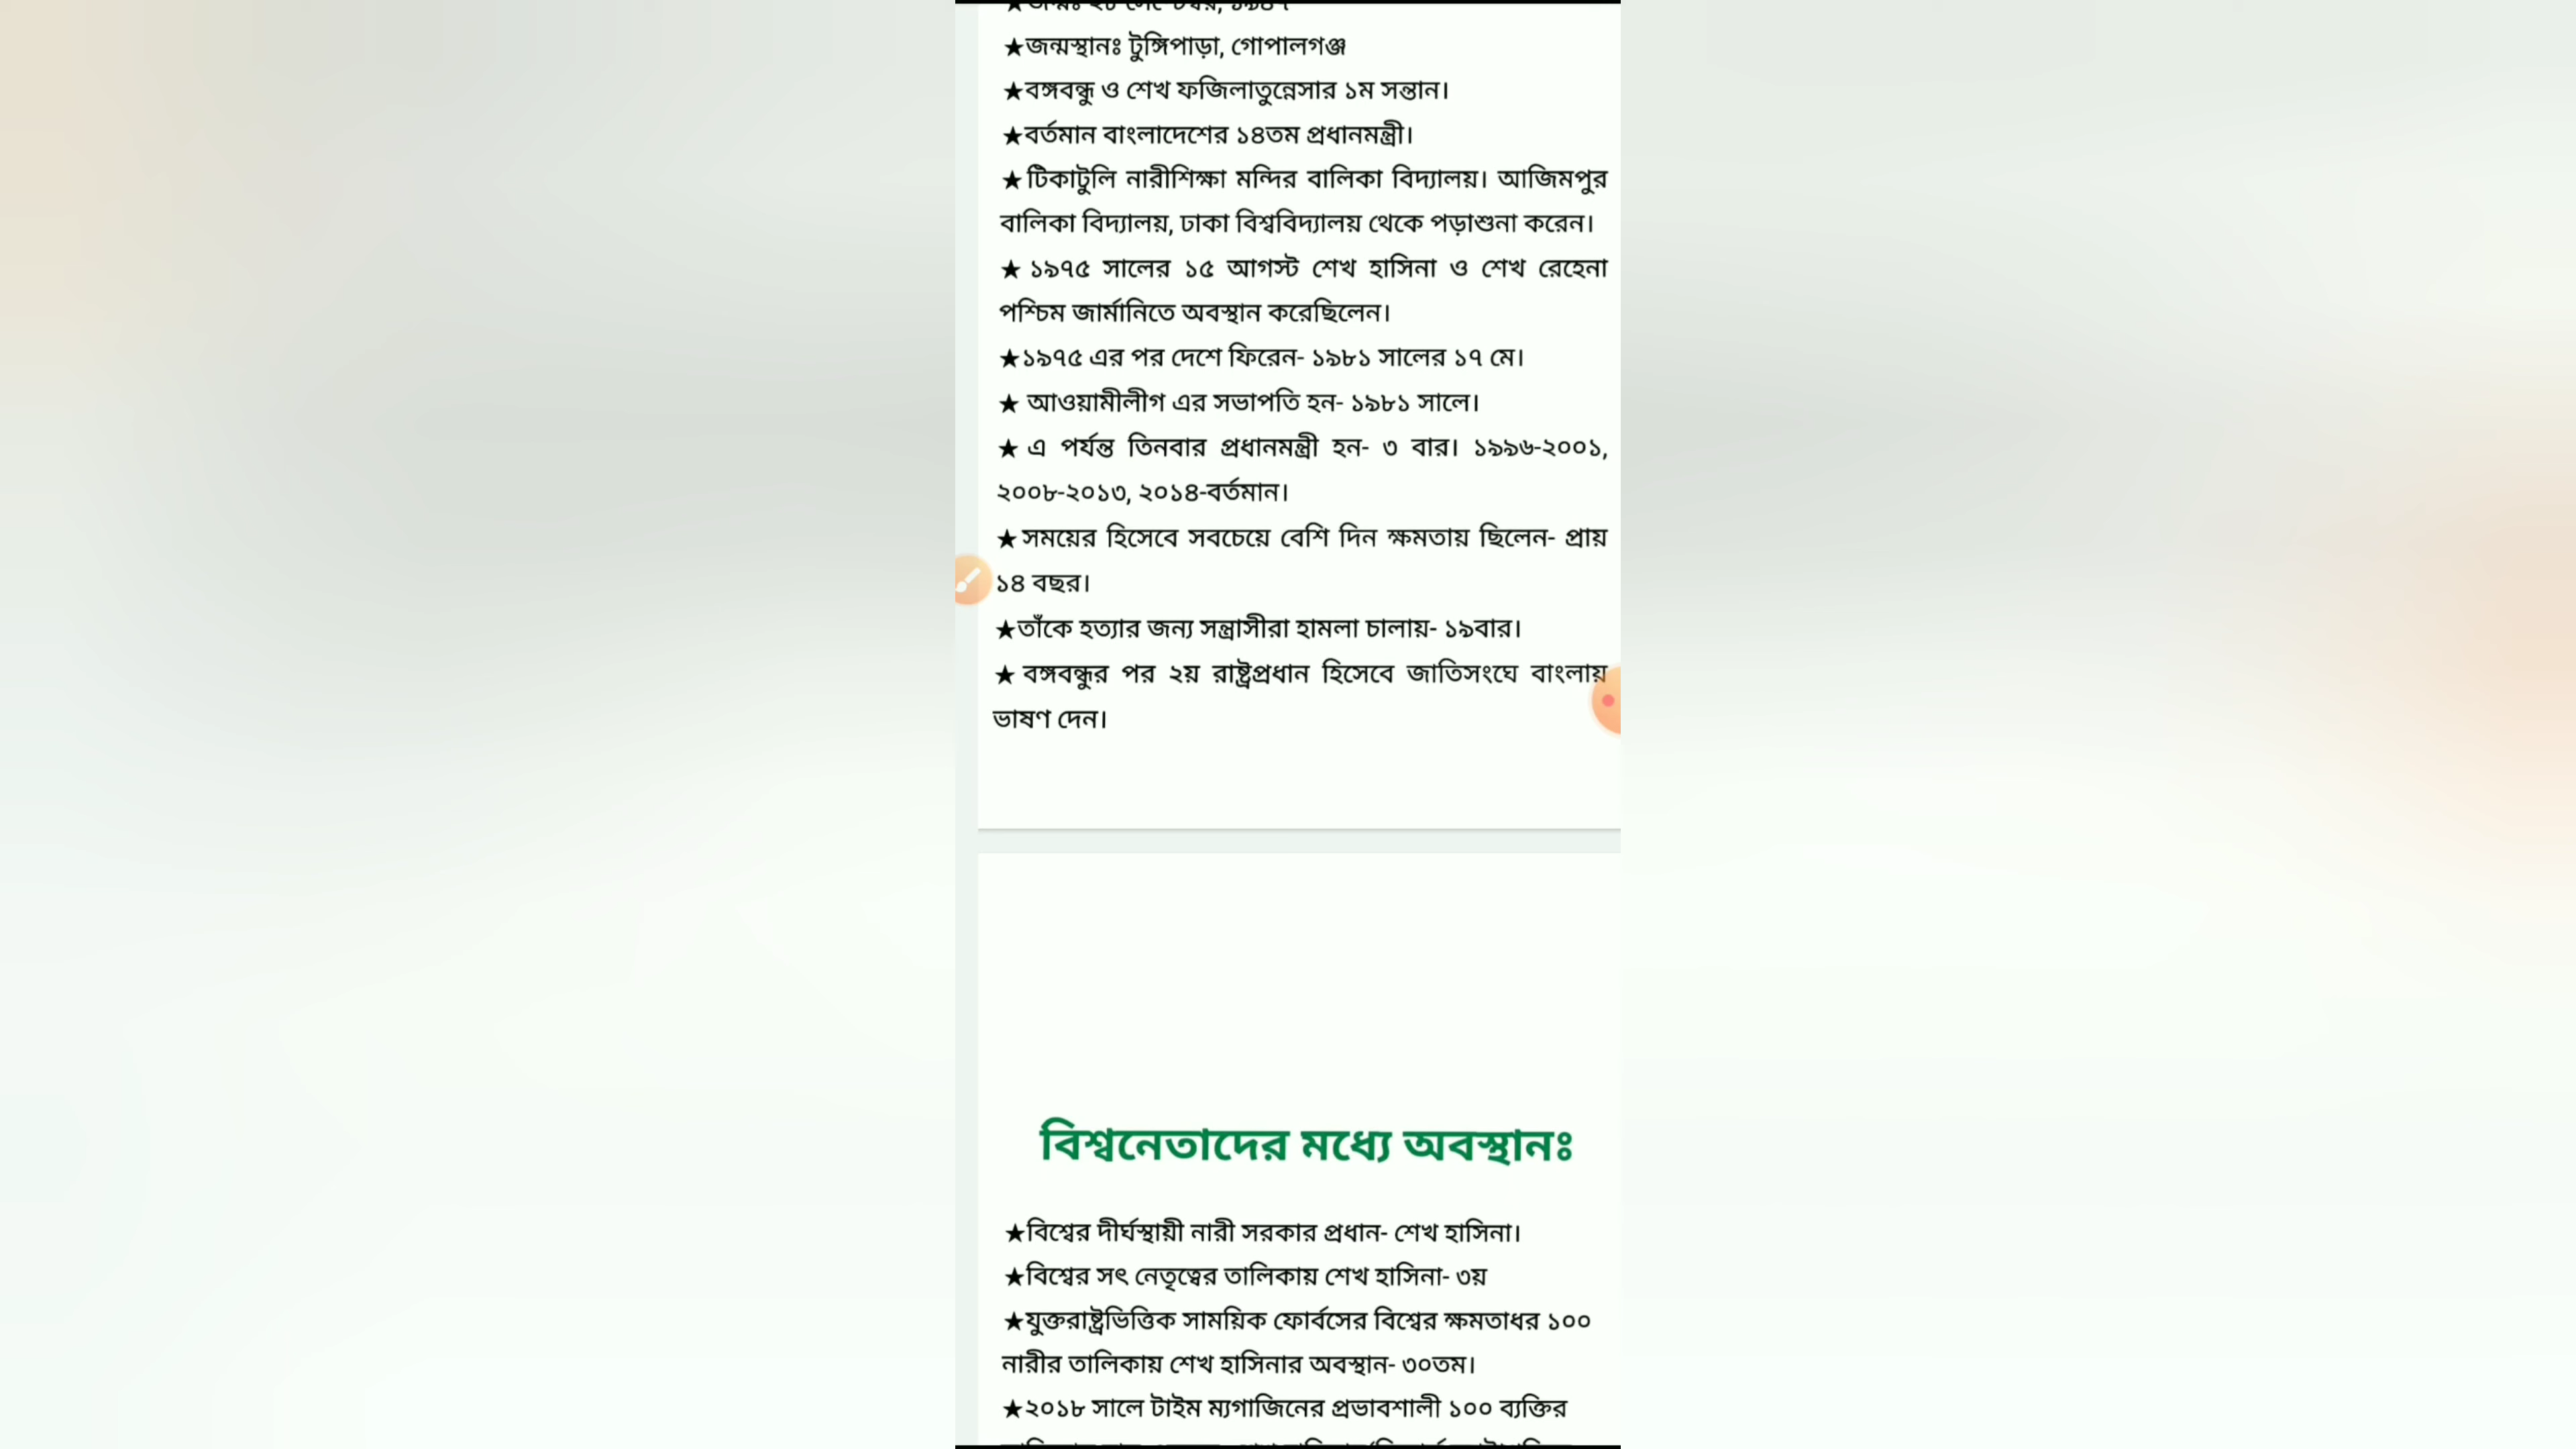 ★জন্মস্থানঃ টুঙ্গিপাড়া, গোপালগঞ্জ
★বঙ্গবন্ধু ও শেখ ফজিলাতুন্নেসার ১ম সন্তান।
★বর্তমান বাংলাদেশের ১৪তম প্রধানমন্ত্রী।
★টিকাটুলি নারীশিক্ষা মন্দির বালিকা বিদ্যালয়। আজিমপুর
বালিকা বিদ্যালয়, ঢাকা বিশ্ববিদ্যালয় থেকে পড়াশুনা করেন।
★ ১৯৭৫ সালের ১৫ আগস্ট শেখ হাসিনা ও শেখ রেহেনা
পশ্চিম জার্মানিতে অবস্থান করেছিলেন।
★১৯৭৫ এর পর দেশে ফিরেন- ১৯৮১ সালের ১৭ মে।
★ আওয়ামীলীগ এর সভাপতি হন- ১৯৮১ সালে।
★ এ পর্যন্ত তিনবার প্রধানমন্ত্রী হন- ৩ বার। ১৯৯৬-২০০১,
২০০৮-২০১৩, ২০১৪-বর্তমান।
★সময়ের হিসেবে সবচেয়ে বেশি দিন ক্ষমতায় ছিলেন- প্রায়
১৪ বছর।
★তাঁকে হত্যার জন্য সন্ত্রাসীরা হামলা চালায়- ১৯বার।
★ বঙ্গবন্ধুর পর ২য় রাষ্ট্রপ্রধান হিসেবে জাতিসংঘে বাংলায়
ভাষণ দেন।
বিশ্বনেতাদের মধ্যে অবস্থানঃ
★বিশ্বের দীর্ঘস্থায়ী নারী সরকার প্রধান- শেখ হাসিনা।
★বিশ্বের সৎ নেতৃত্বের তালিকায় শেখ হাসিনা- ৩য়
★যুক্তরাষ্ট্রভিত্তিক সাময়িক ফোর্বসের বিশ্বের ক্ষমতাধর ১০০
নারীর তালিকায় শেখ হাসিনার অবস্থান- ৩০তম।
★২০১৮ সালে টাইম ম্যগাজিনের প্রভাবশালী ১০০ ব্যক্তির